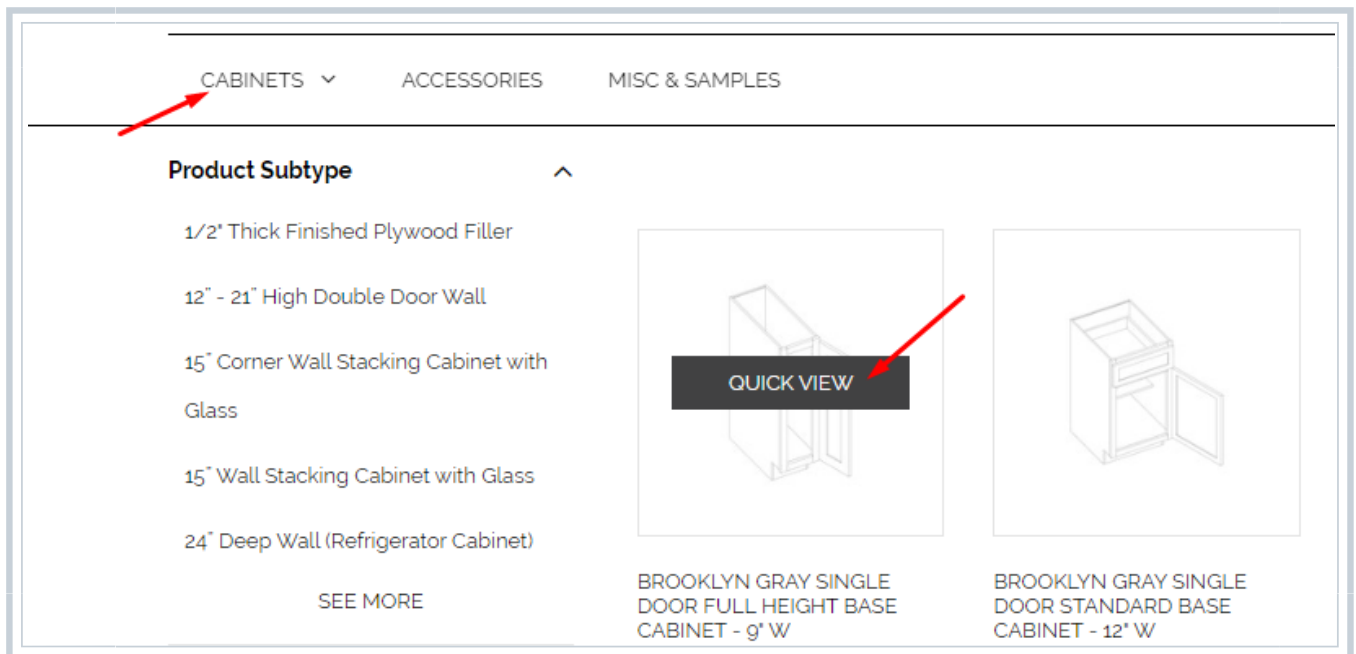 CABINETS ACCESSORIES MISC & SAMPLES
Product Subtype
1/2" Thick Finished Plywood Filler
12” - 21” High Double Door Wall
15” Corner Wall Stacking Cabinet with
Glass
15” Wall Stacking Cabinet with Glass
24” Deep Wall (Refrigerator Cabinet)
SEE MORE
QUICK VIEW
BROOKLYN GRAY SINGLE
DOOR FULL HEIGHT BASE
CABINET - 9" W
BROOKLYN GRAY SINGLE
DOOR STANDARD BASE
CABINET - 12" W